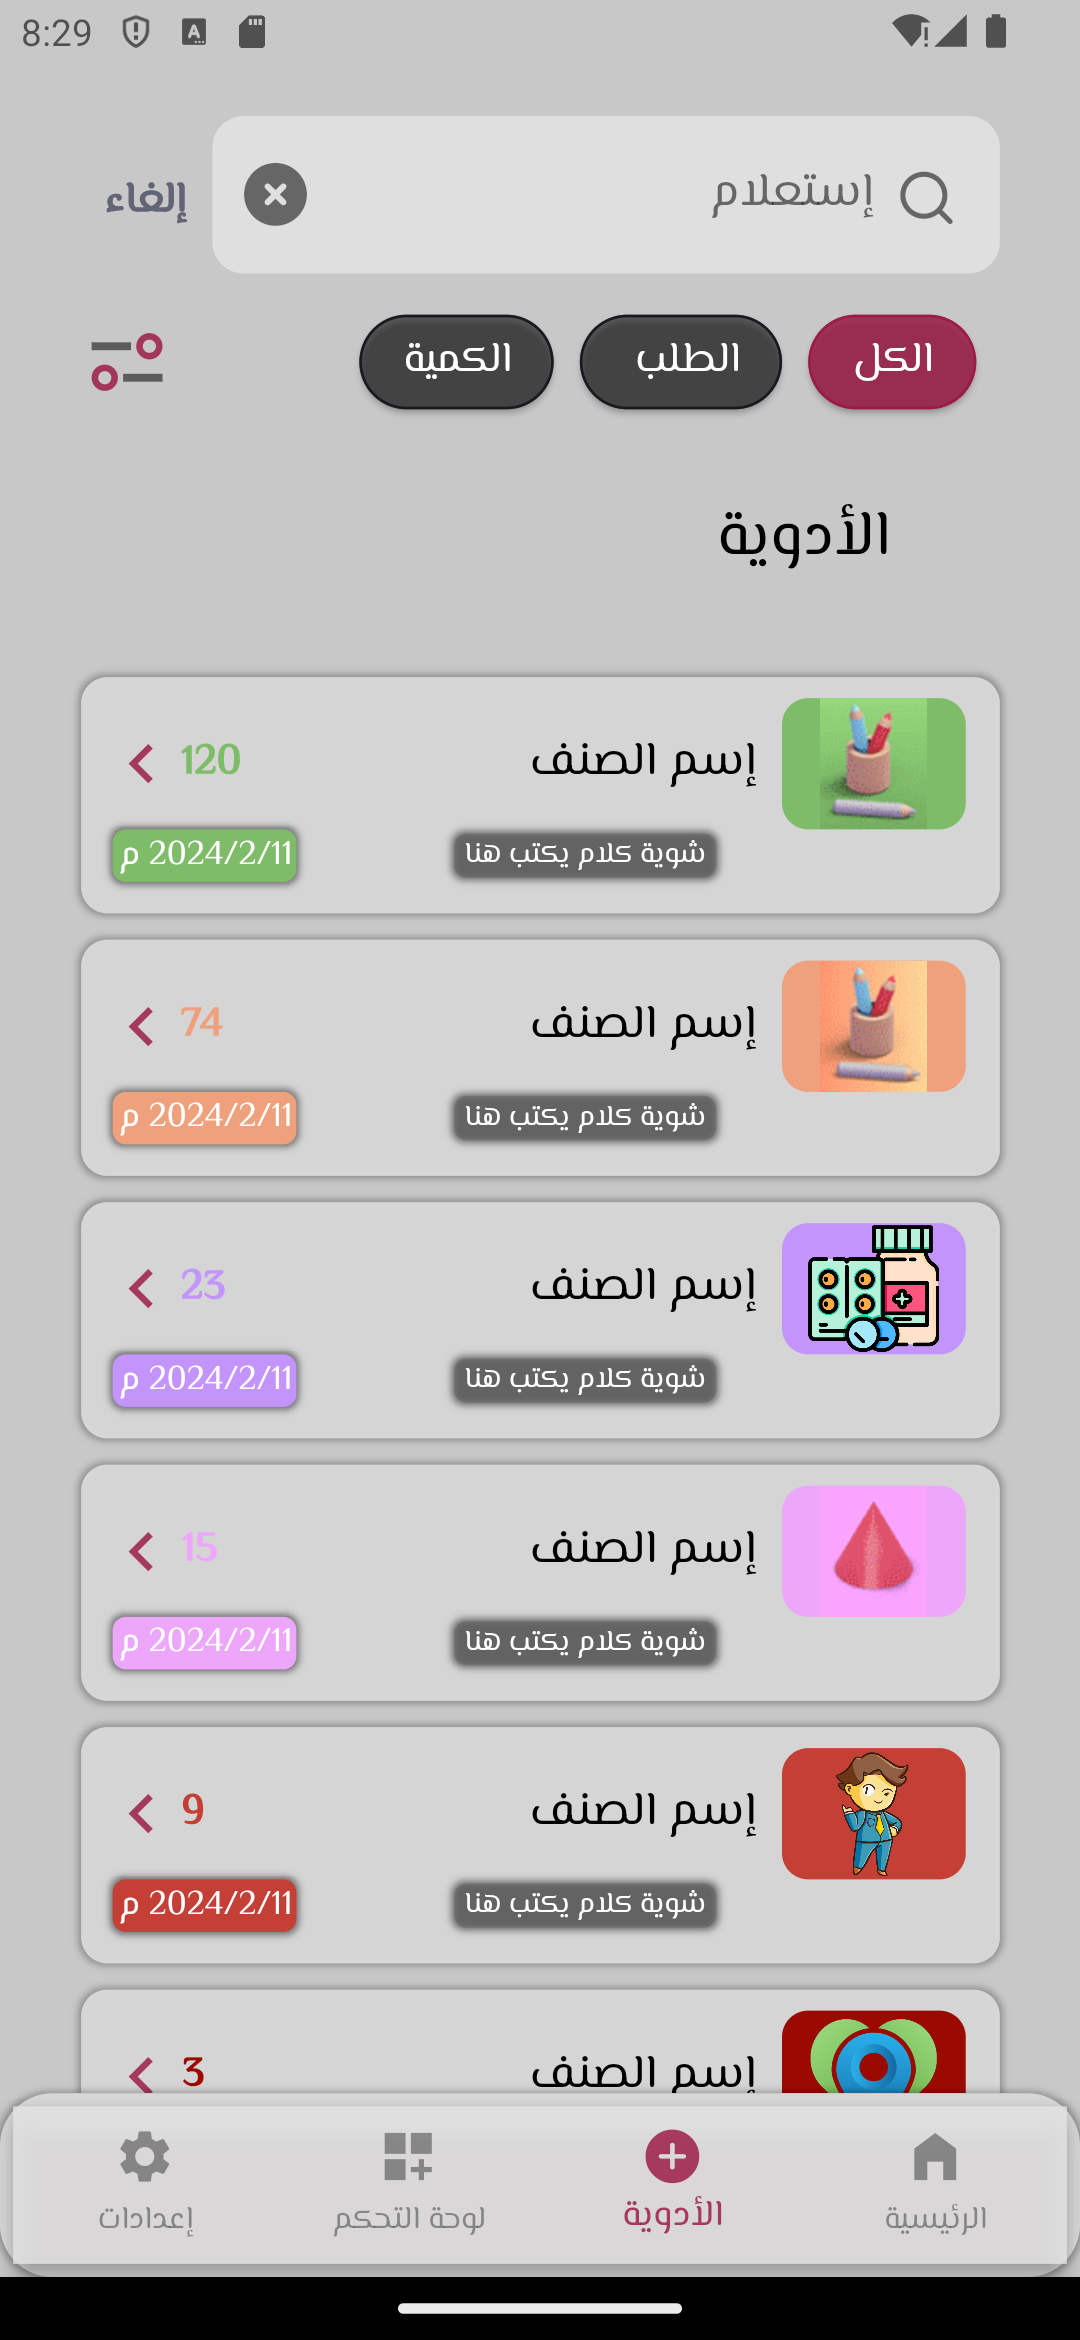 8:29
إستعلام إلغاء
الكل الطلب الكمية
الأدوية
إسم الصنف 120
شوية كلام يكتب هنا 2024/2/11 م
إسم الصنف 74
شوية كلام يكتب هنا 2024/2/11 م
إسم الصنف 23
شوية كلام يكتب هنا 2024/2/11 م
إسم الصنف 15
شوية كلام يكتب هنا 2024/2/11 م
إسم الصنف 9
شوية كلام يكتب هنا 2024/2/11 م
إسم الصنف 3
الرئيسية الأدوية لوحة التحكم إعدادات